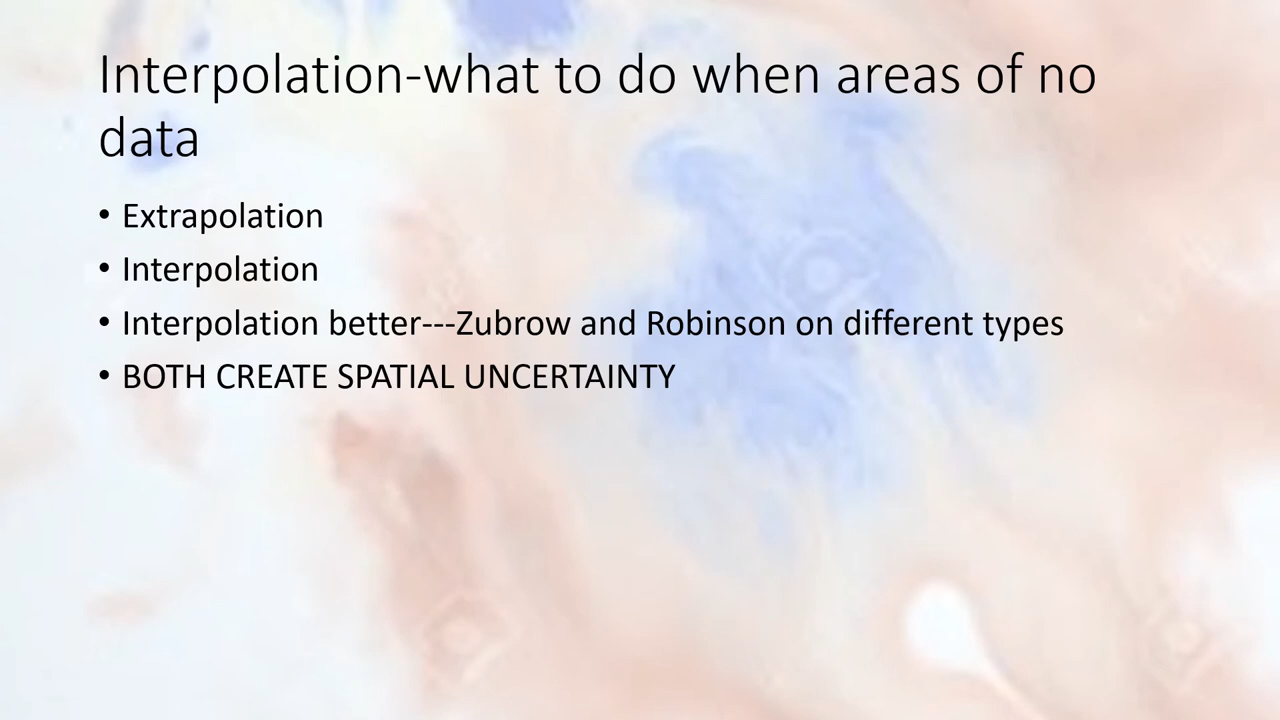 Interpolation-what to do when areas of no
data
• Extrapolation
• Interpolation
• Interpolation better---Zubrow and Robinson on different types
• BOTH CREATE SPATIAL UNCERTAINTY